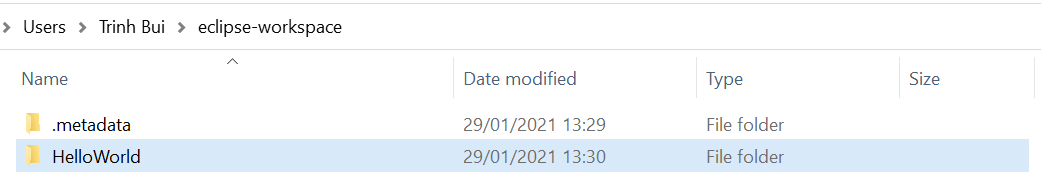 Users > Trinh Bui > eclipse-workspace
Name Date modified Type Size
.metadata 29/01/2021 13:29 File folder
HelloWorld 29/01/2021 13:30 File folder